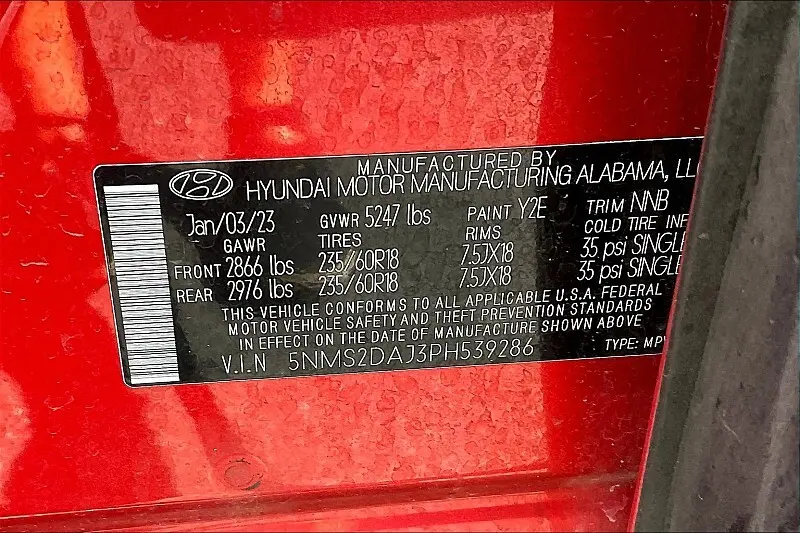 MANUFACTURED BY
HYUNDAI MOTOR MANUFACTURING ALABAMA, LL
Jan/03/23 GVWR 5247 lbs PAINT Y2E TRIM NNB
GAWR TIRES RIMS COLD TIRE INF
FRONT 2866 lbs 235/60R18 7.5JX18 35 psi SINGLE
REAR 2976 lbs 235/60R18 7.5JX18 35 psi SINGLE
THIS VEHICLE CONFORMS TO ALL APPLICABLE U.S.A. FEDERAL
MOTOR VEHICLE SAFETY AND THEFT PREVENTION STANDARDS
IN EFFECT ON THE DATE OF MANUFACTURE SHOWN ABOVE
V.I.N 5NMS2DAJ3PH539286 TYPE: MPV